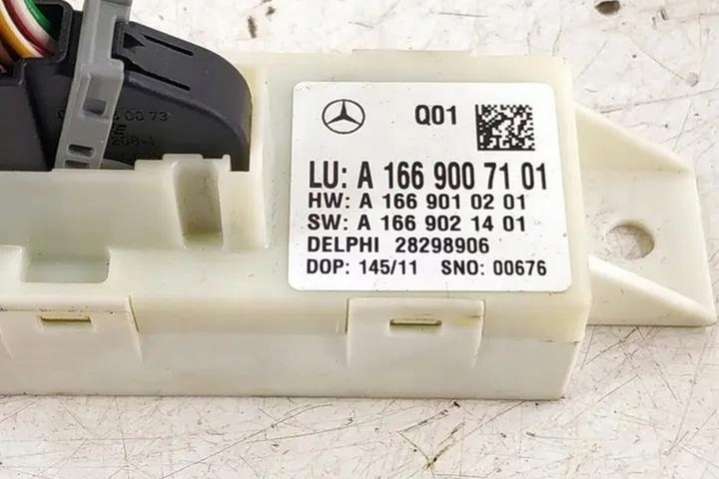 Q01
LU: A 166 900 71 01
HW: A 166 901 02 01
SW: A 166 902 14 01
DELPHI 28298906
DOP: 145/11 SNO: 00676